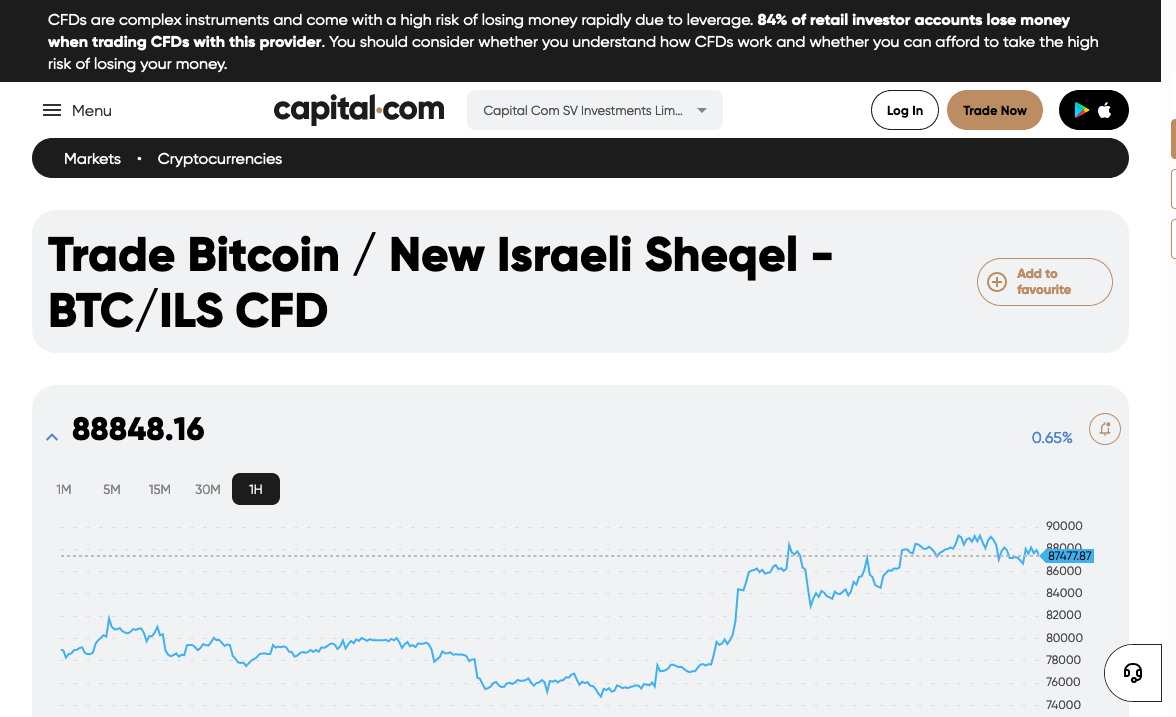 CFDs are complex instruments and come with a high risk of losing money rapidly due to leverage. 84% of retail investor accounts lose money
when trading CFDs with this provider. You should consider whether you understand how CFDs work and whether you can afford to take the high
risk of losing your money.
Menu
capital.com
Capital Com SV Investments Lim...
Log In
Trade Now
Markets • Cryptocurrencies
Trade Bitcoin / New Israeli Sheqel -
BTC/ILS CFD
Add to
favourite
88848.16
0.65%
1M 5M 15M 30M 1H
90000
88000
87477.87
86000
84000
82000
80000
78000
76000
74000